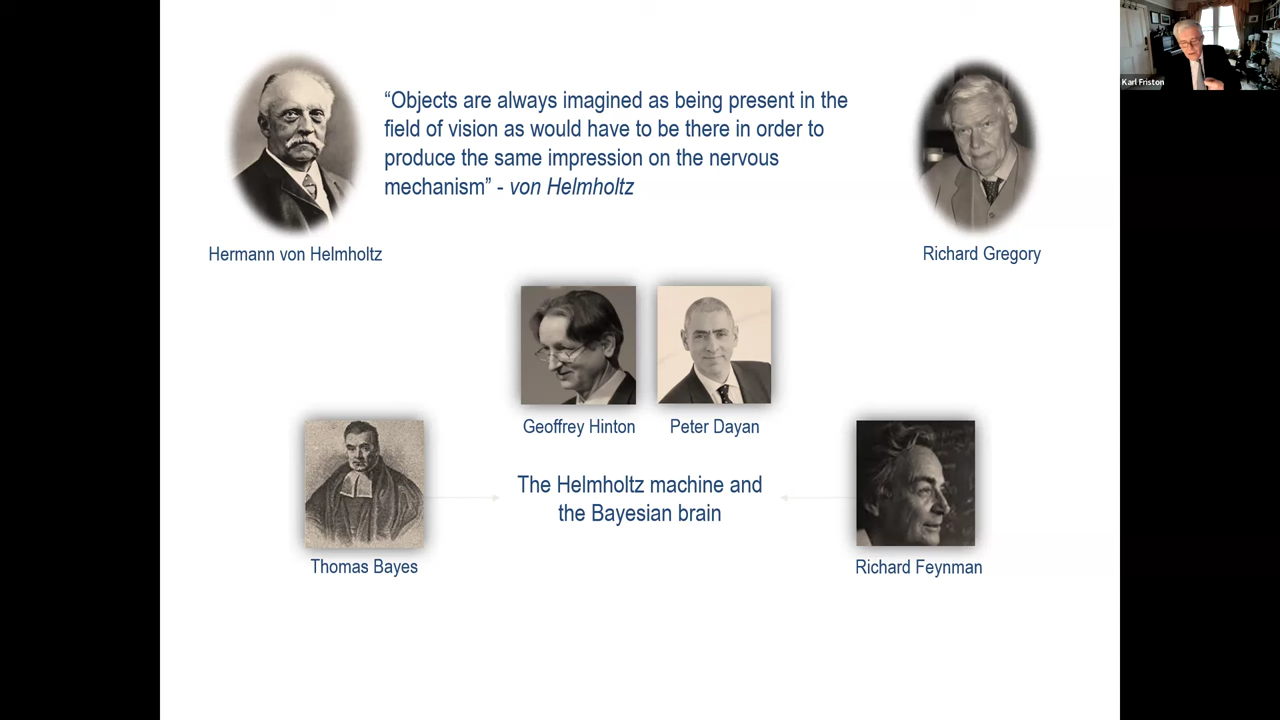 Karl Friston
“Objects are always imagined as being present in the
field of vision as would have to be there in order to
produce the same impression on the nervous
mechanism” - von Helmholtz
Hermann von Helmholtz
Richard Gregory
Geoffrey Hinton
Peter Dayan
The Helmholtz machine and
the Bayesian brain
Thomas Bayes
Richard Feynman